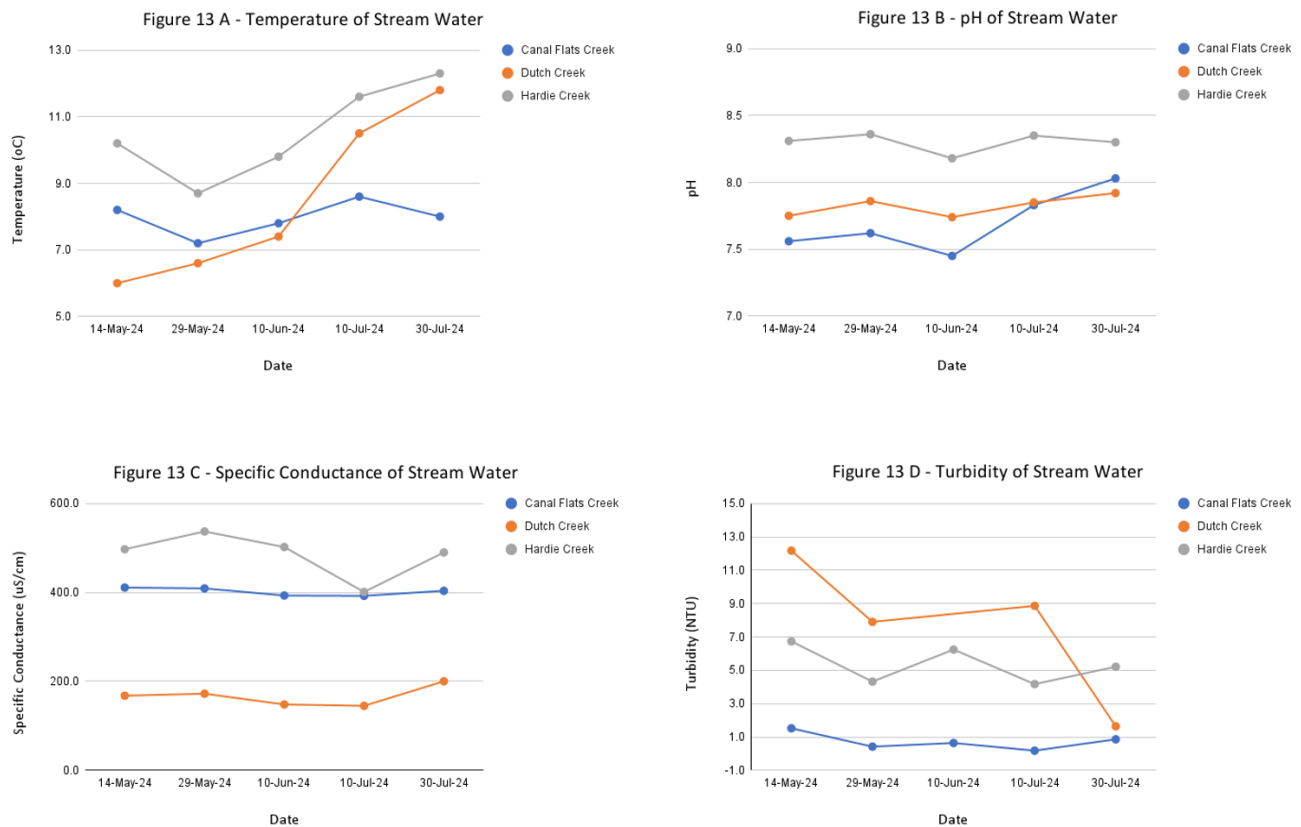 Figure 13 A - Temperature of Stream Water
13.0
11.0
9.0
7.0
5.0
Temperature (oC)
14-May-24 29-May-24 10-Jun-24 10-Jul-24 30-Jul-24
Date
Canal Flats Creek
Dutch Creek
Hardie Creek
Figure 13 B - pH of Stream Water
9.0
8.5
8.0
7.5
7.0
pH
14-May-24 29-May-24 10-Jun-24 10-Jul-24 30-Jul-24
Date
Canal Flats Creek
Dutch Creek
Hardie Creek
Figure 13 C - Specific Conductance of Stream Water
600.0
400.0
200.0
0.0
Specific Conductance (uS/cm)
14-May-24 29-May-24 10-Jun-24 10-Jul-24 30-Jul-24
Date
Canal Flats Creek
Dutch Creek
Hardie Creek
Figure 13 D - Turbidity of Stream Water
15.0
13.0
11.0
9.0
7.0
5.0
3.0
1.0
-1.0
Turbidity (NTU)
14-May-24 29-May-24 10-Jun-24 10-Jul-24 30-Jul-24
Date
Canal Flats Creek
Dutch Creek
Hardie Creek